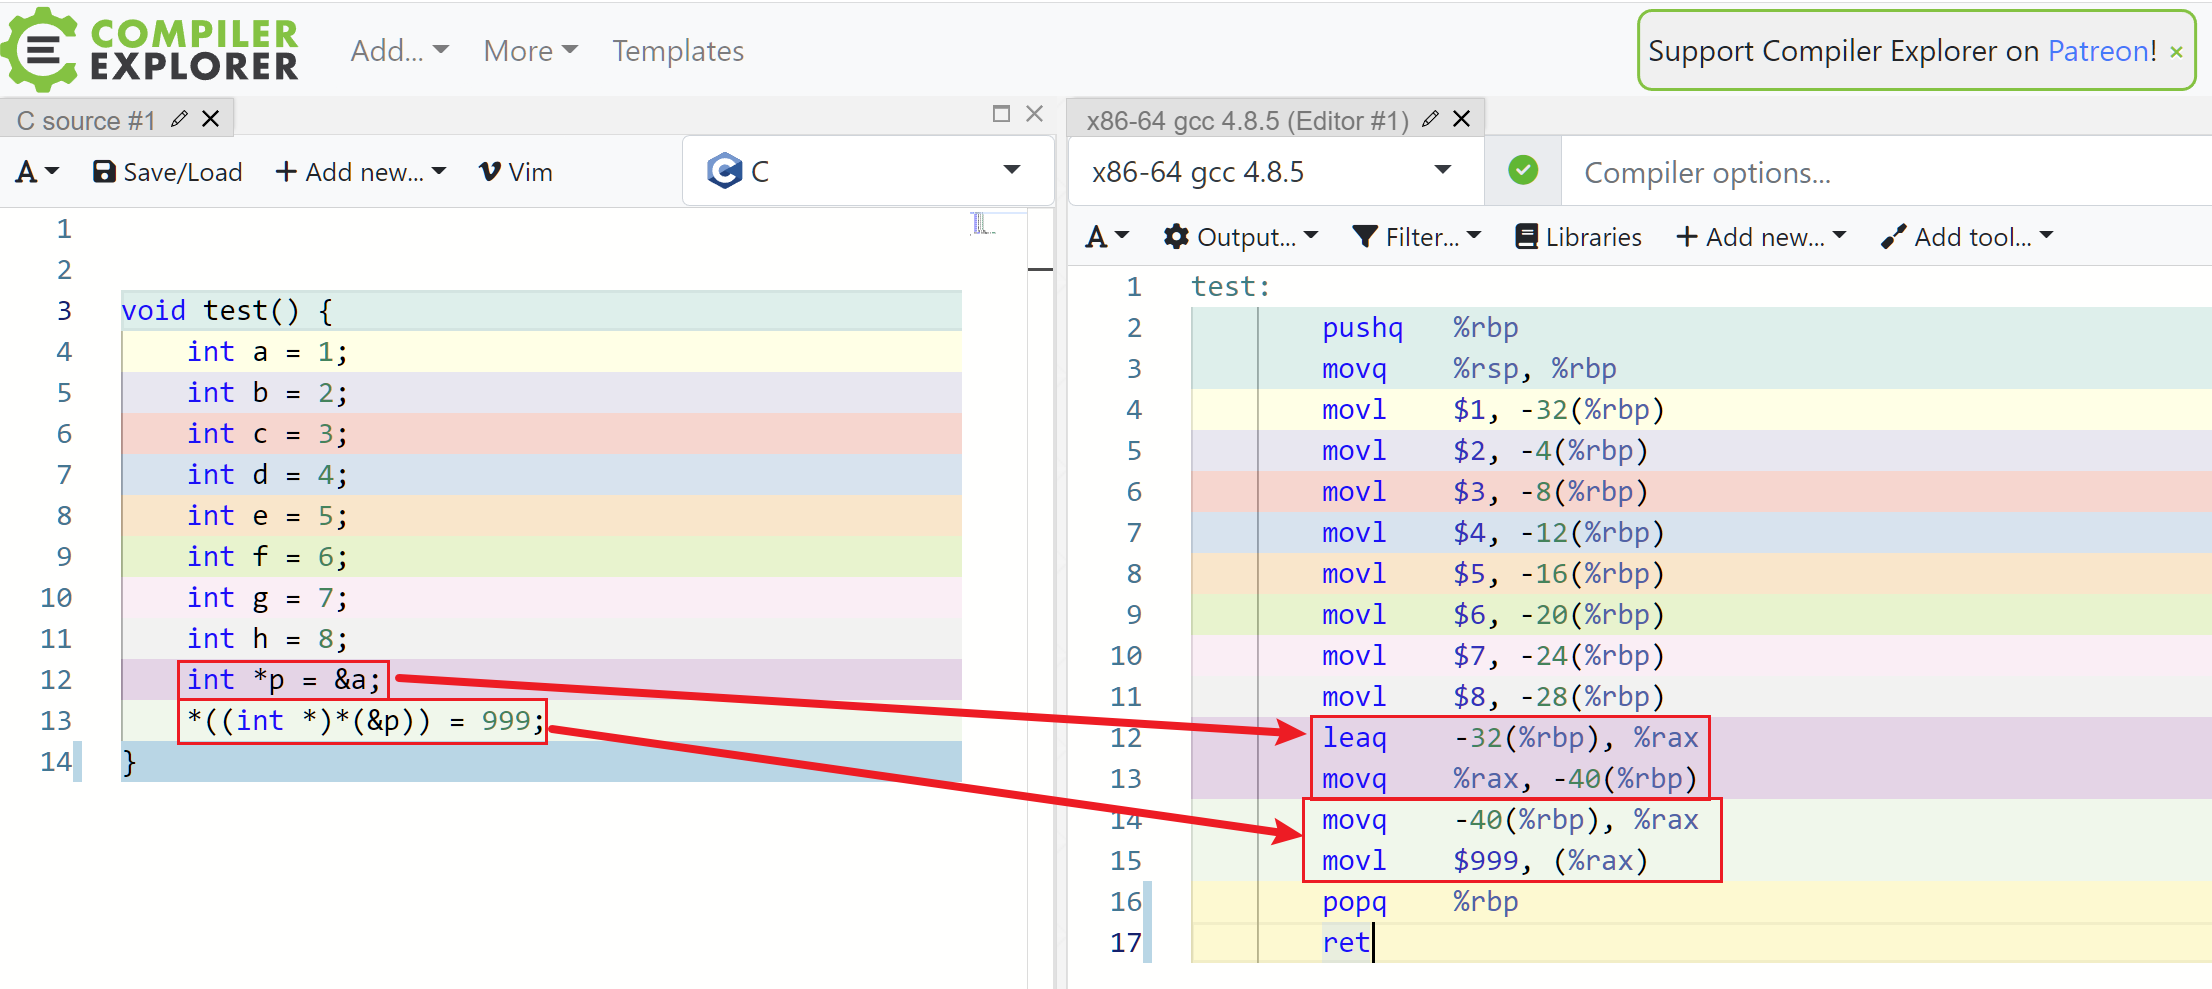 COMPILER
EXPLORER
Add...
More
Templates
Support Compiler Explorer on Patreon! ×
C source #1
A
Save/Load
+ Add new...
Vim
C
1
2
3 void test() {
4 int a = 1;
5 int b = 2;
6 int c = 3;
7 int d = 4;
8 int e = 5;
9 int f = 6;
10 int g = 7;
11 int h = 8;
12 int *p = &a;
13 *((int *)*(&p)) = 999;
14 }
x86-64 gcc 4.8.5 (Editor #1)
x86-64 gcc 4.8.5
Compiler options...
A
Output...
Filter...
Libraries
+ Add new...
Add tool...
1 test:
2 pushq %rbp
3 movq %rsp, %rbp
4 movl $1, -32(%rbp)
5 movl $2, -4(%rbp)
6 movl $3, -8(%rbp)
7 movl $4, -12(%rbp)
8 movl $5, -16(%rbp)
9 movl $6, -20(%rbp)
10 movl $7, -24(%rbp)
11 movl $8, -28(%rbp)
12 leaq -32(%rbp), %rax
13 movq %rax, -40(%rbp)
14 movq -40(%rbp), %rax
15 movl $999, (%rax)
16 popq %rbp
17 ret